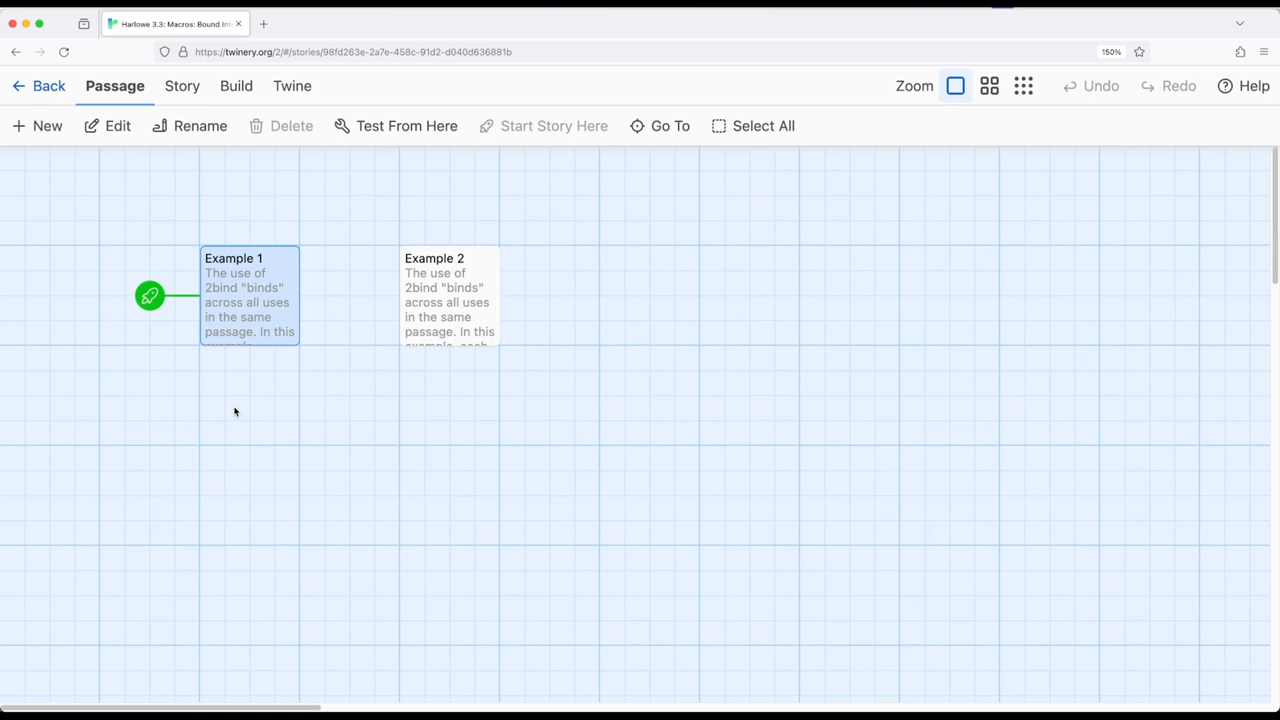 Harlowe 3.3: Macros: Bound Int
https://twinery.org/2/#/stories/98fd263e-2a7e-458c-91d2-d040d636881b
150%
Back
Passage
Story
Build
Twine
Zoom
Undo
Redo
Help
New
Edit
Rename
Delete
Test From Here
Start Story Here
Go To
Select All
Example 1
The use of
2bind "binds"
across all uses
in the same
passage. In this
Example 2
The use of
2bind "binds"
across all uses
in the same
passage. In this